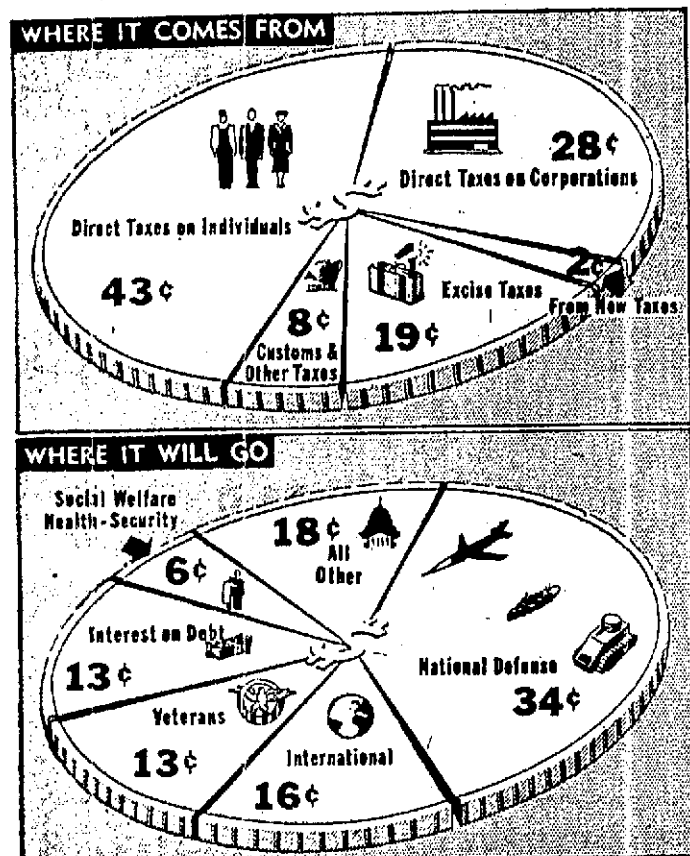 WHERE IT COMES FROM
28¢
Direct Taxes on Corporations
Direct Taxes on Individuals
43¢
2¢
From New Taxes
Excise Taxes
19¢
8¢
Customs &
Other Taxes
WHERE IT WILL GO
Social Welfare
Health-Security
6¢
18¢
All
Other
Interest on Debt
13¢
National Defense
34¢
Veterans
13¢
International
16¢